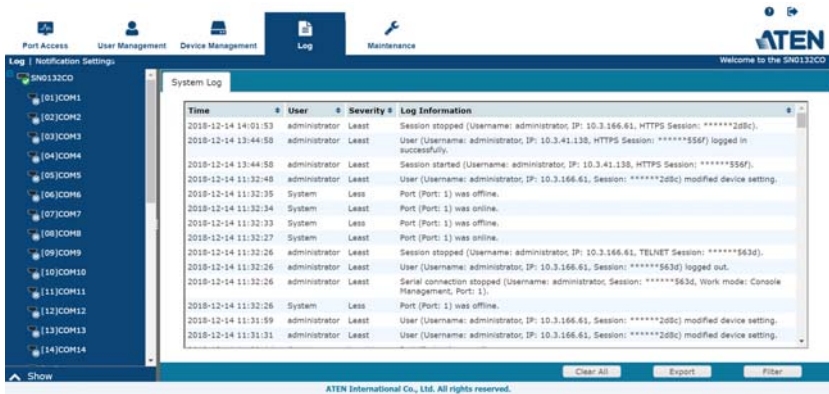 Port Access
User Management
Device Management
Log
Maintenance
ATEN
Log | Notification Settings
Welcome to the SN0132CO
SN0132CO
[01]COM1
[02]COM2
[03]COM3
[04]COM4
[05]COM5
[06]COM6
[07]COM7
[08]COM8
[09]COM9
[10]COM10
[11]COM11
[12]COM12
[13]COM13
[14]COM14
Show
System Log
Time User Severity Log Information
2018-12-14 14:01:53 administrator Least Session stopped (Username: administrator, IP: 10.3.166.61, HTTPS Session: ******2d8c).
2018-12-14 13:44:58 administrator Least User (Username: administrator, IP: 10.3.41.138, HTTPS Session: ******556f) logged in
successfully.
2018-12-14 13:44:58 administrator Least Session started (Username: administrator, IP: 10.3.41.138, HTTPS Session: ******556f).
2018-12-14 11:32:48 administrator Least User (Username: administrator, IP: 10.3.166.61, Session: ******2d8c) modified device setting.
2018-12-14 11:32:35 System Less Port (Port: 1) was offline.
2018-12-14 11:32:34 System Least Port (Port: 1) was online.
2018-12-14 11:32:33 System Less Port (Port: 1) was offline.
2018-12-14 11:32:27 System Least Port (Port: 1) was online.
2018-12-14 11:32:26 administrator Least Session stopped (Username: administrator, IP: 10.3.166.61, TELNET Session: ******563d).
2018-12-14 11:32:26 administrator Least User (Username: administrator, IP: 10.3.166.61, Session: ******563d) logged out.
2018-12-14 11:32:26 administrator Least Serial connection stopped (Username: administrator, Session: ******563d, Work mode: Console
Management, Port: 1).
2018-12-14 11:32:26 System Less Port (Port: 1) was offline.
2018-12-14 11:31:59 administrator Least User (Username: administrator, IP: 10.3.166.61, Session: ******2d8c) modified device setting.
2018-12-14 11:31:31 administrator Least User (Username: administrator, IP: 10.3.166.61, Session: ******2d8c) modified device setting.
Clear All
Export
Filter
ATEN International Co., Ltd. All rights reserved.